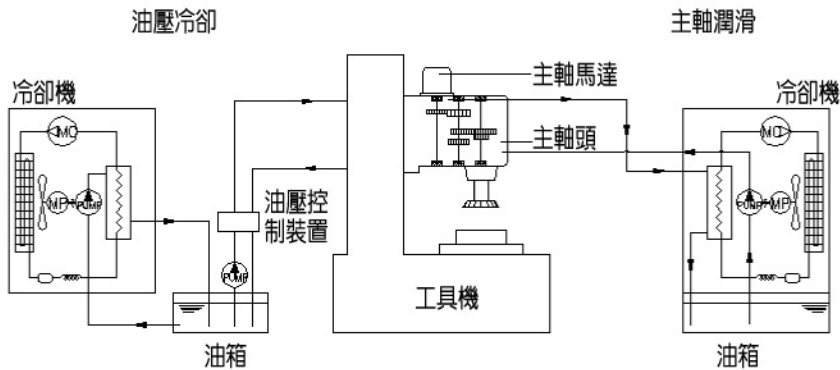 油壓冷卻
主軸潤滑
冷卻機
MC
MP
PUMP
油壓控
制裝置
PUMP
油箱
主軸馬達
主軸頭
工具機
冷卻機
MC
PUMP
MP
油箱